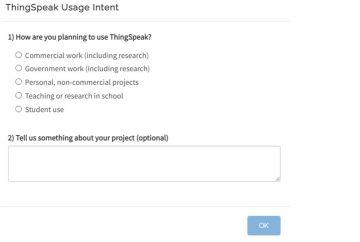 ThingSpeak Usage Intent
1) How are you planning to use ThingSpeak?
Commercial work (including research)
Government work (including research)
Personal, non-commercial projects
Teaching or research in school
Student use
2) Tell us something about your project (optional)
OK